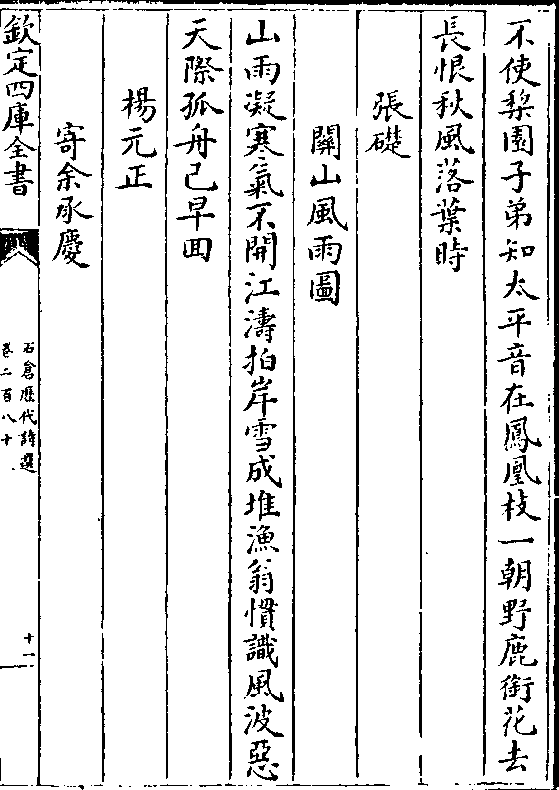 不使棃園子弟知太平音在鳳凰枝一朝野鹿銜花去
長恨秋風落葉時
張礎
關山風雨圖
山雨凝寒氣不開江濤拍岸雪成堆漁翁慣識風波惡
天際孤舟已早囬
楊元正
寄余承慶
欽定四庫全書
石倉歷代詩選
卷二百八十
十一